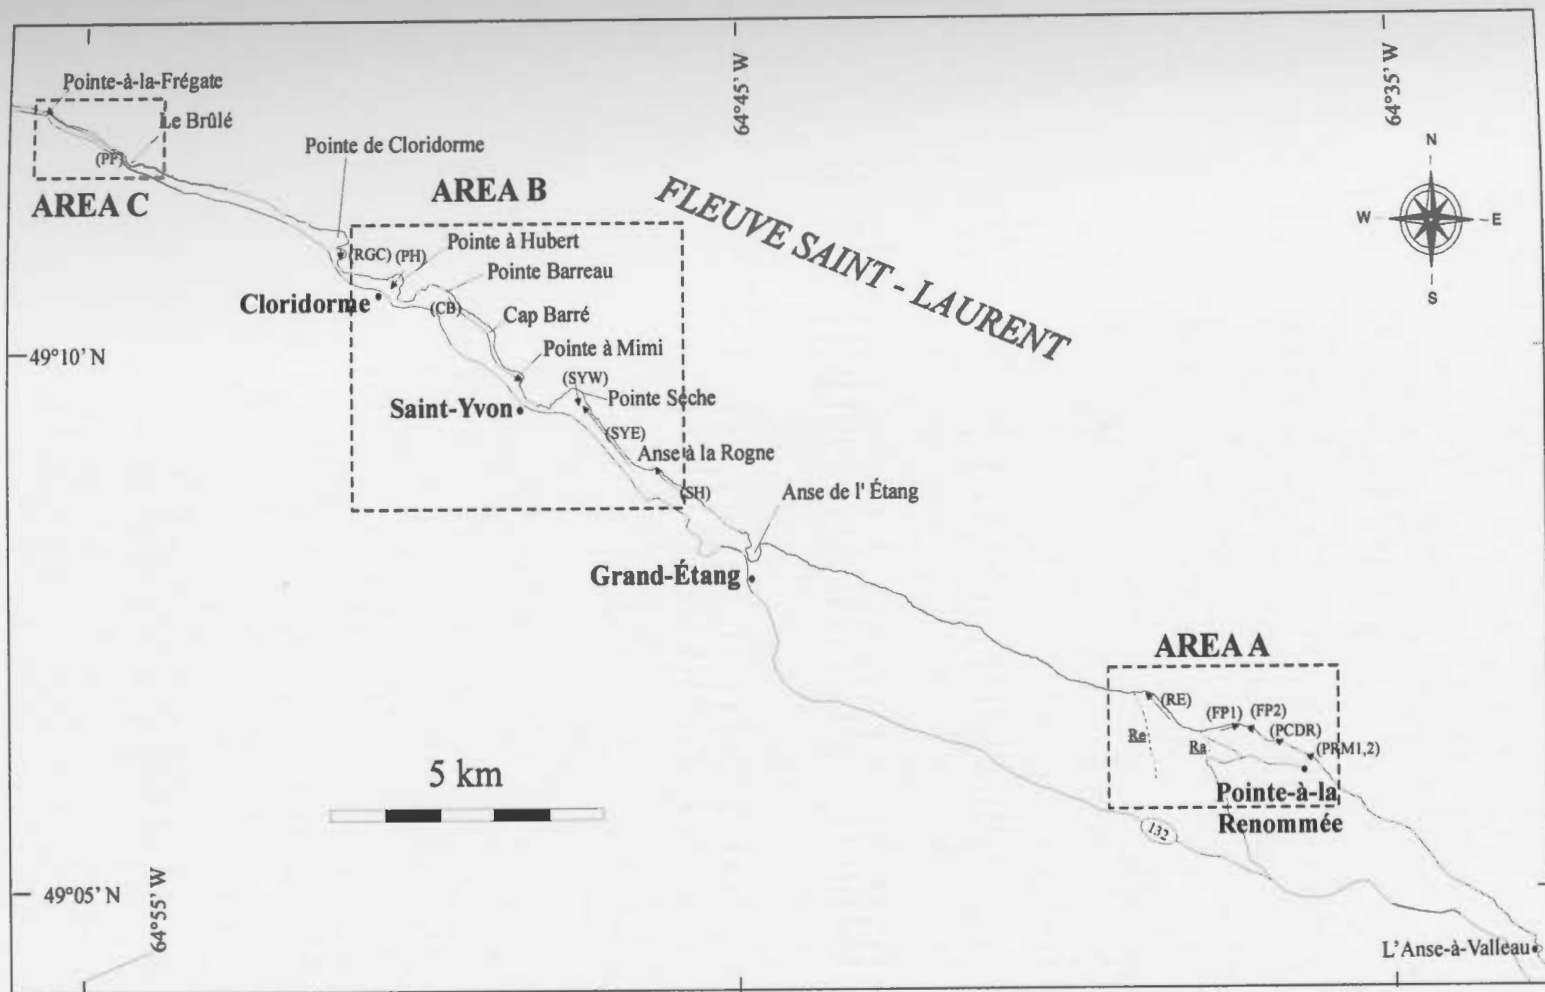 64°45' W
64°35' W
Pointe-à-la-Frégate
Le Brûlé
(PF)
AREA C
Pointe de Cloridorme
AREA B
FLEUVE SAINT - LAURENT
N
W
E
S
(RGC)
(PH)
Pointe à Hubert
Pointe Barreau
Cloridorme
(CB)
Cap Barré
49°10' N
Pointe à Mimi
(SYW)
Pointe Sèche
Saint-Yvon
(SYE)
Anse à la Rogne
(SH)
Anse de l' Étang
Grand-Étang
AREA A
(RE)
(FP1)
(FP2)
Re
Ra
(PCDR)
(PRM1,2)
5 km
Pointe-à-la
Renommée
132
49°05' N
64°55' W
L'Anse-à-Valleau